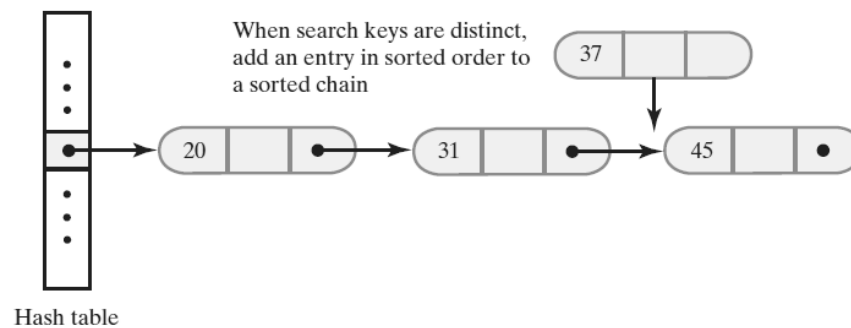 When search keys are distinct,
add an entry in sorted order to
a sorted chain
37
20
31
45
Hash table